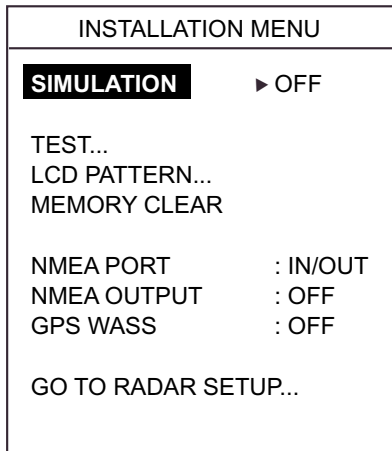 INSTALLATION MENU
SIMULATION ▶ OFF
TEST...
LCD PATTERN...
MEMORY CLEAR
NMEA PORT : IN/OUT
NMEA OUTPUT : OFF
GPS WASS : OFF
GO TO RADAR SETUP...